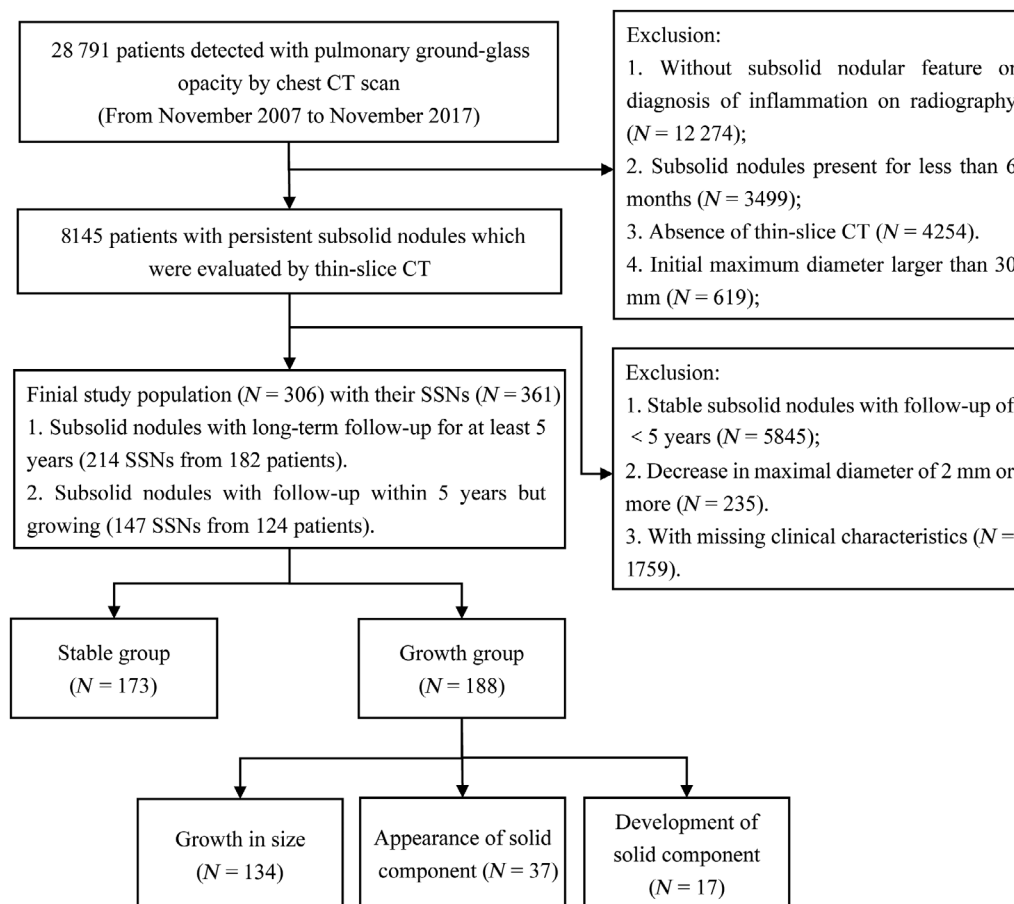 28 791 patients detected with pulmonary ground-glass
opacity by chest CT scan
(From November 2007 to November 2017)
Exclusion:
1. Without subsolid nodular feature or
diagnosis of inflammation on radiography
(N = 12 274);
2. Subsolid nodules present for less than 6
months (N = 3499);
3. Absence of thin-slice CT (N = 4254).
4. Initial maximum diameter larger than 30
mm (N = 619);
8145 patients with persistent subsolid nodules which
were evaluated by thin-slice CT
Exclusion:
1. Stable subsolid nodules with follow-up of
< 5 years (N = 5845);
2. Decrease in maximal diameter of 2 mm or
more (N = 235).
3. With missing clinical characteristics (N =
1759).
Finial study population (N = 306) with their SSNs (N = 361)
1. Subsolid nodules with long-term follow-up for at least 5
years (214 SSNs from 182 patients).
2. Subsolid nodules with follow-up within 5 years but
growing (147 SSNs from 124 patients).
Stable group
(N = 173)
Growth group
(N = 188)
Growth in size
(N = 134)
Appearance of solid
component (N = 37)
Development of
solid component
(N = 17)